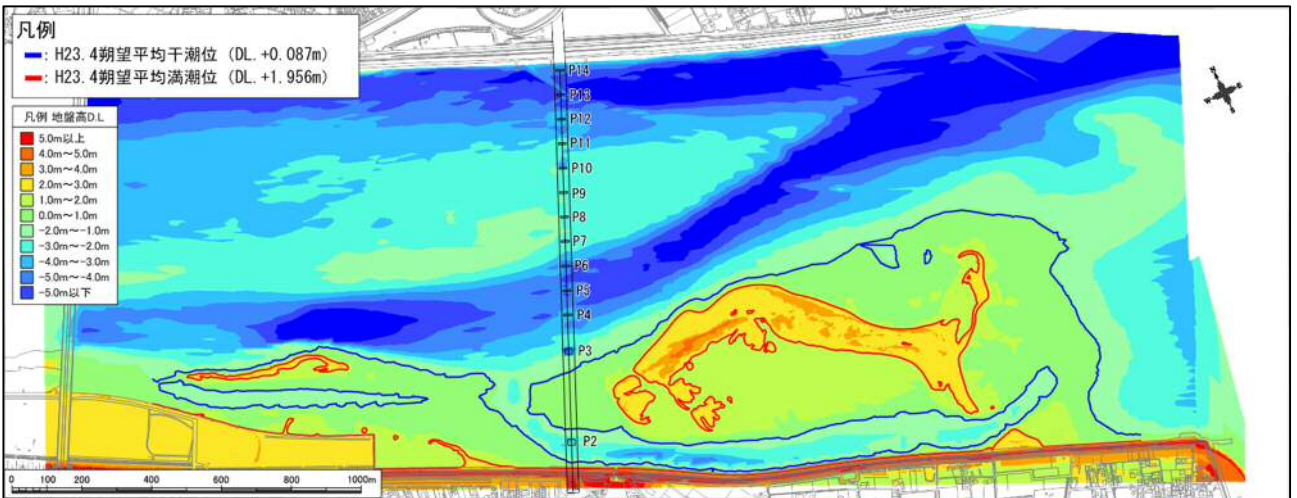 凡例
: H23.4朔望平均干潮位 (DL.+0.087m)
: H23.4朔望平均満潮位 (DL.+1.956m)
凡例 地盤高D.L
5.0m以上
4.0m～5.0m
3.0m～4.0m
2.0m～3.0m
1.0m～2.0m
0.0m～1.0m
-2.0m～-1.0m
-3.0m～-2.0m
-4.0m～-3.0m
-5.0m～-4.0m
-5.0m以下
P14
P13
P12
P11
P10
P9
P8
P7
P6
P5
P4
P3
P2
0 200 400 600 800 1000m